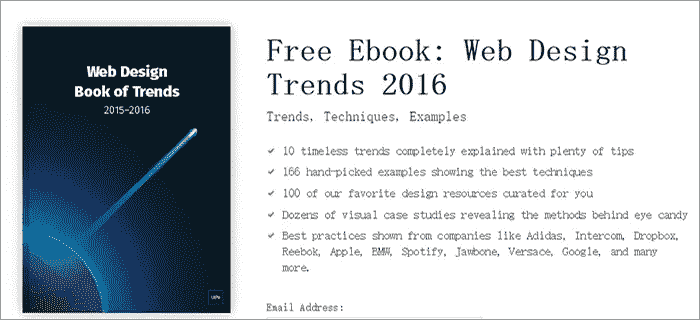 Web Design
Book of Trends
2015–2016
Free Ebook: Web Design
Trends 2016
Trends, Techniques, Examples
10 timeless trends completely explained with plenty of tips
166 hand-picked examples showing the best techniques
100 of our favorite design resources curated for you
Dozens of visual case studies revealing the methods behind eye candy
Best practices shown from companies like Adidas, Intercom, Dropbox,
Reebok, Apple, BMW, Spotify, Jawbone, Versace, Google, and many
more.
Email Address: